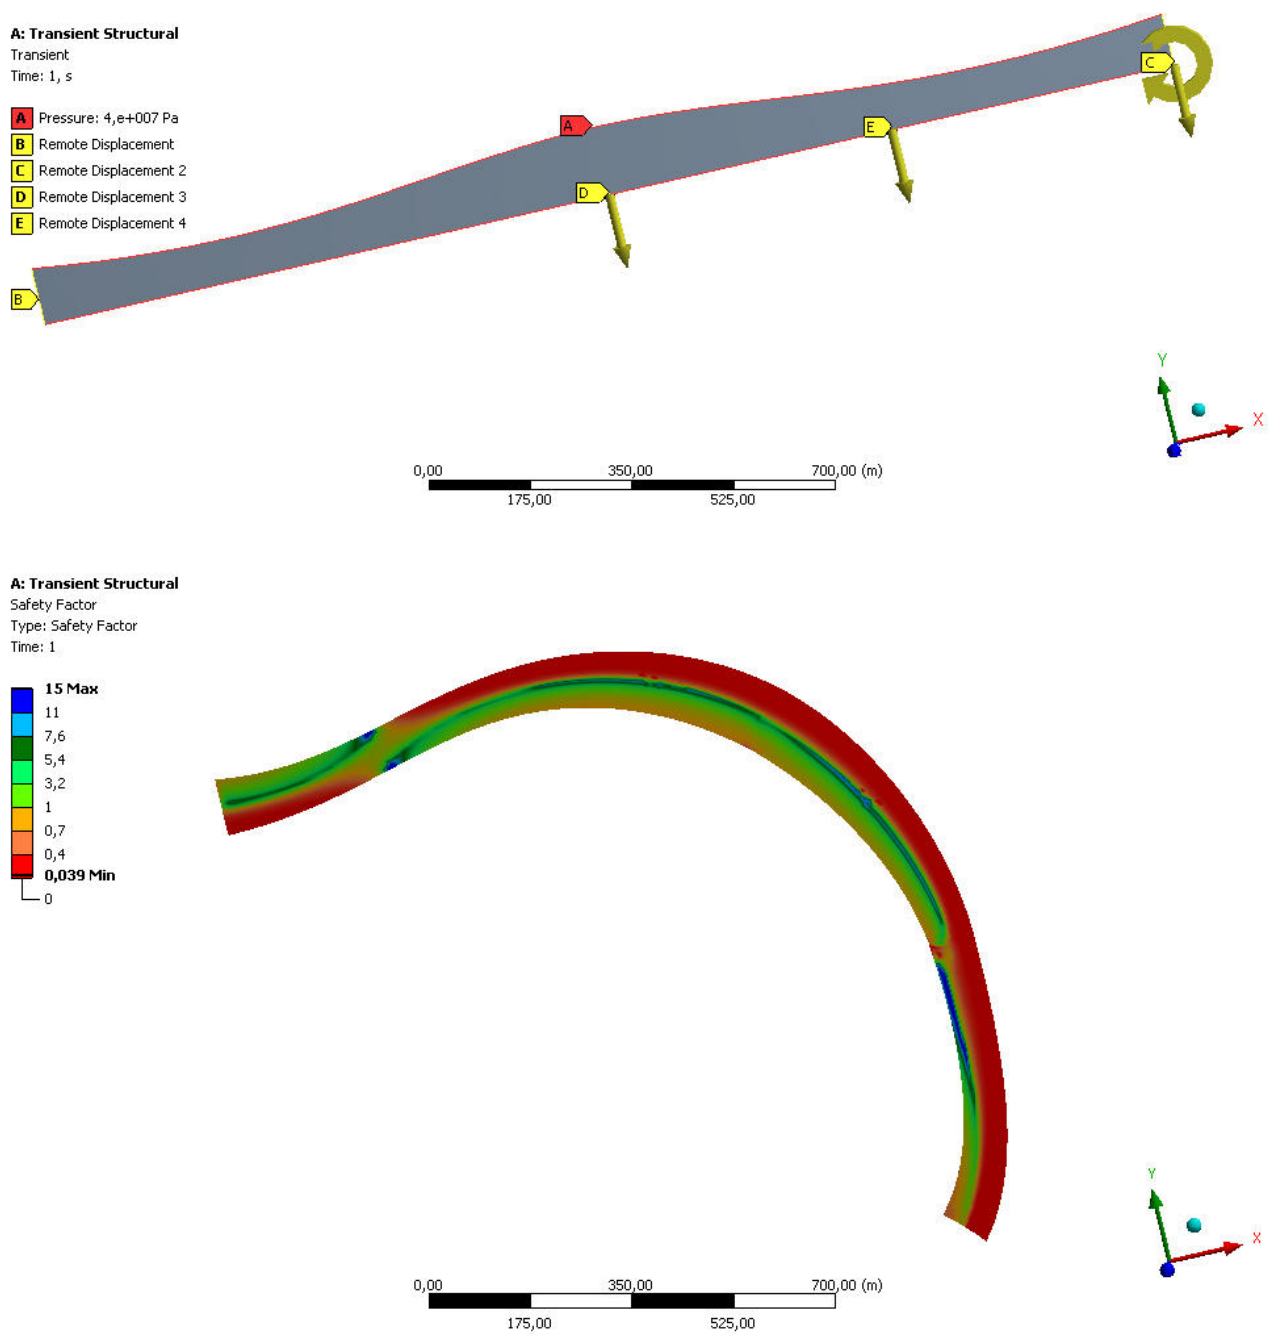 A: Transient Structural
Transient
Time: 1, s
A Pressure: 4,e+007 Pa
B Remote Displacement
C Remote Displacement 2
D Remote Displacement 3
E Remote Displacement 4
C
A
E
D
B
Y
X
0,00 350,00 700,00 (m)
175,00 525,00
A: Transient Structural
Safety Factor
Type: Safety Factor
Time: 1
15 Max
11
7,6
5,4
3,2
1
0,7
0,4
0,039 Min
0
Y
X
0,00 350,00 700,00 (m)
175,00 525,00